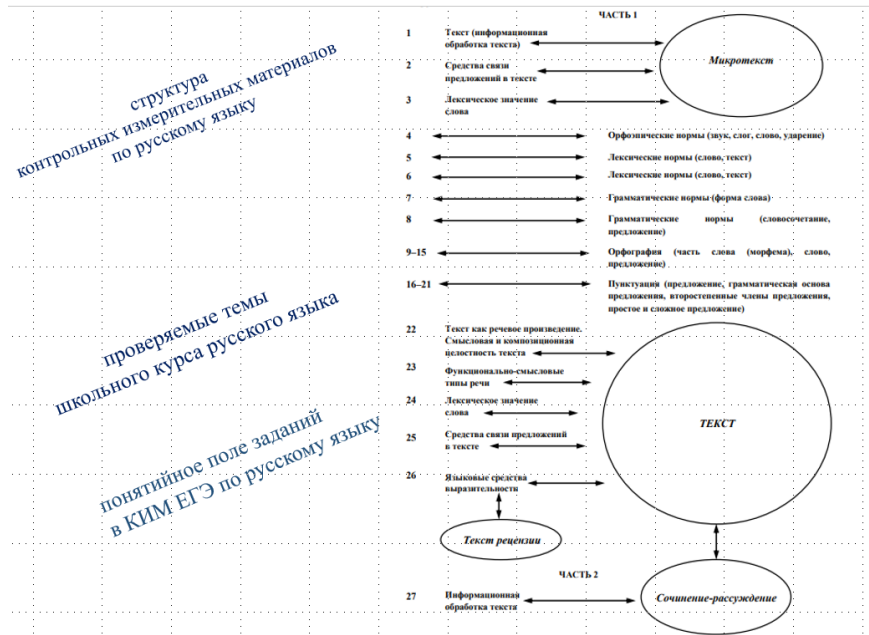 структура
контрольных измерительных материалов
по русскому языку
проверяемые темы
школьного курса русского языка
понятийное поле заданий
в КИМ ЕГЭ по русскому языку
ЧАСТЬ 1
1 Текст (информационная
обработка текста)
Микротекст
2 Средства связи
предложений в тексте
3 Лексическое значение
слова
4 Орфоэпические нормы (звук, слог, слово, ударение)
5 Лексические нормы (слово, текст)
6 Лексические нормы (слово, текст)
7 Грамматические нормы (форма слова)
8 Грамматические нормы (словосочетание,
предложение)
9–15 Орфография (часть слова (морфема), слово,
предложение)
16–21 Пунктуация (предложение, грамматическая основа
предложения, второстепенные члены предложения,
простое и сложное предложение)
22 Текст как речевое произведение.
Смысловая и композиционная
целостность текста
23 Функционально-смысловые
типы речи
24 Лексическое значение
слова
ТЕКСТ
25 Средства связи предложений
в тексте
26 Языковые средства
выразительности
Текст рецензии
ЧАСТЬ 2
27 Информационная
обработка текста
Сочинение-рассуждение